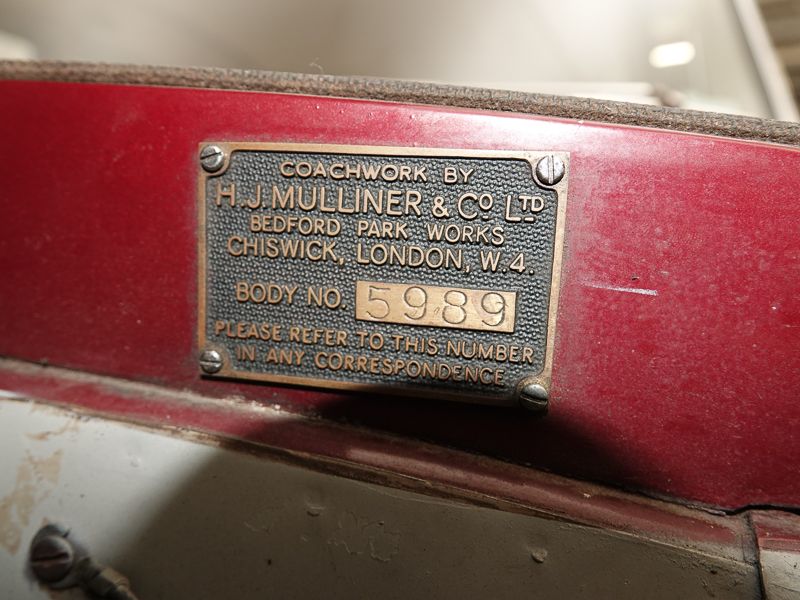 COACHWORK BY
H.J. MULLINER & Co LTD
BEDFORD PARK WORKS
CHISWICK, LONDON, W.4.
BODY NO. 5989
PLEASE REFER TO THIS NUMBER
IN ANY CORRESPONDENCE